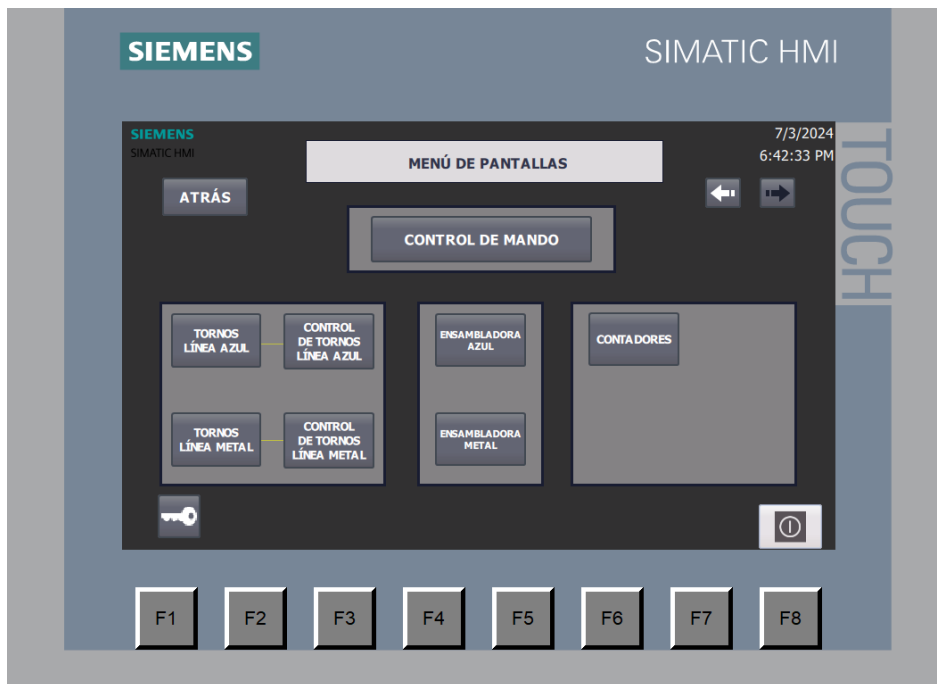 SIEMENS
SIMATIC HMI
TOUCH
SIEMENS
SIMATIC HMI
7/3/2024
6:42:33 PM
MENÚ DE PANTALLAS
ATRÁS
CONTROL DE MANDO
TORNOS
LÍNEA AZUL
CONTROL
DE TORNOS
LÍNEA AZUL
ENSAMBLADORA
AZUL
CONTADORES
TORNOS
LÍNEA METAL
CONTROL
DE TORNOS
LÍNEA METAL
ENSAMBLADORA
METAL
F1
F2
F3
F4
F5
F6
F7
F8